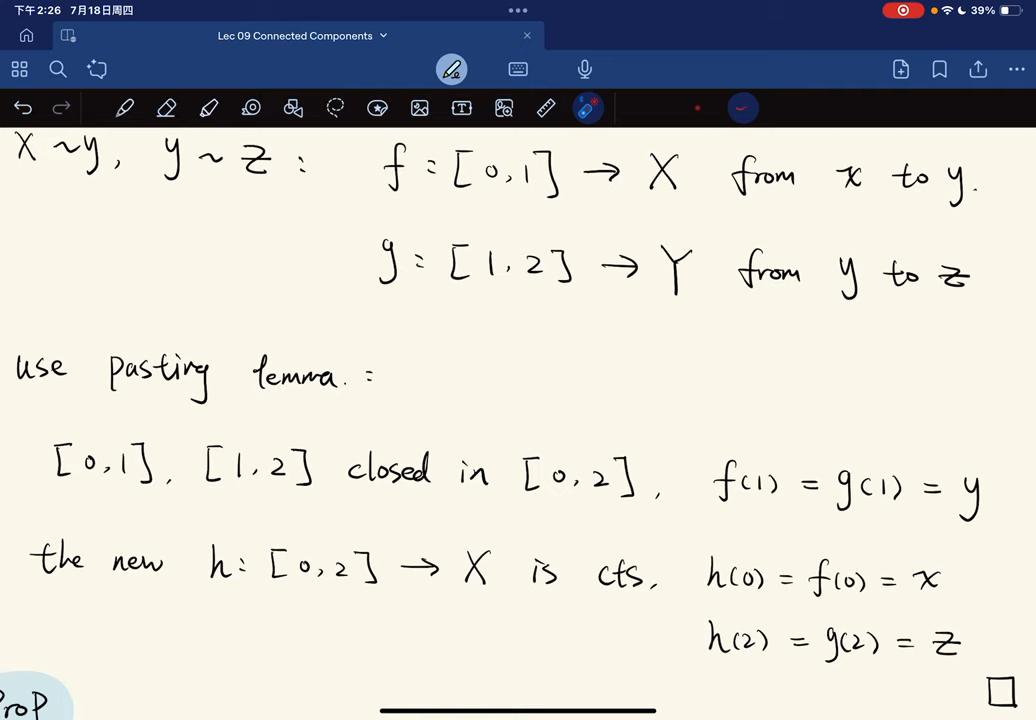 下午2:26 7月18日周四
39%
Lec 09 Connected Components
X ~ y, y ~ z : f : [0,1] → X from x to y.
g : [1,2] → Y from y to z
use pasting lemma. :
[0,1], [1,2] closed in [0,2], f(1) = g(1) = y
the new h: [0,2] → X is cts, h(0) = f(0) = x
h(2) = g(2) = z
□
Prop